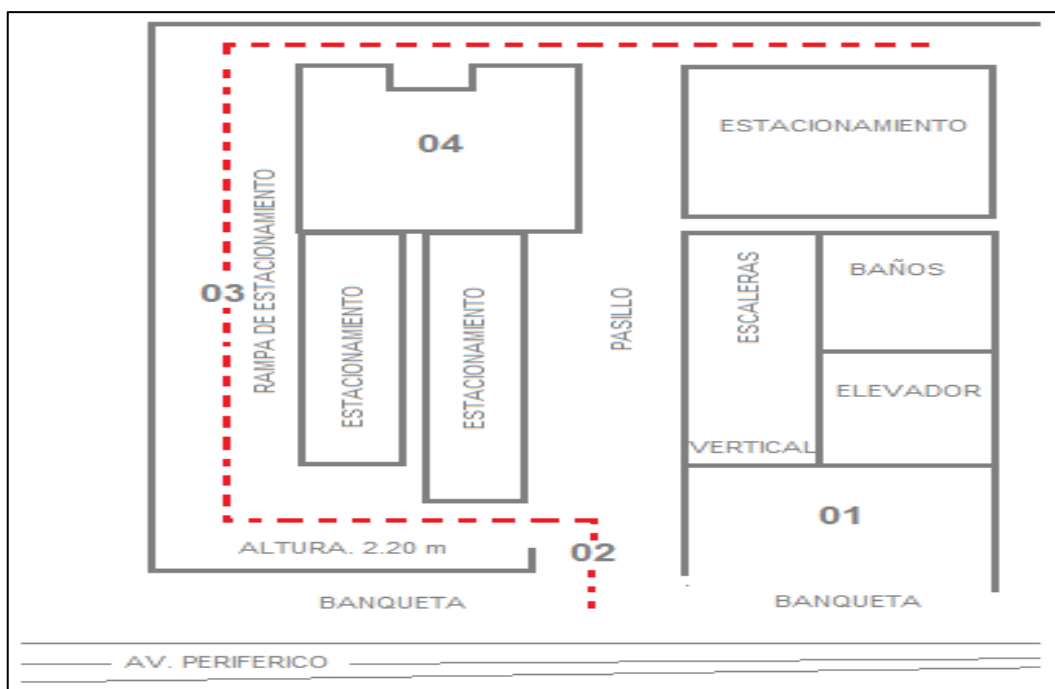 ESTACIONAMIENTO
04
RAMPA DE ESTACIONAMIENTO
03
ESTACIONAMIENTO
ESTACIONAMIENTO
PASILLO
ESCALERAS
BAÑOS
ELEVADOR
VERTICAL
01
ALTURA. 2.20 m
02
BANQUETA
BANQUETA
AV. PERIFERICO